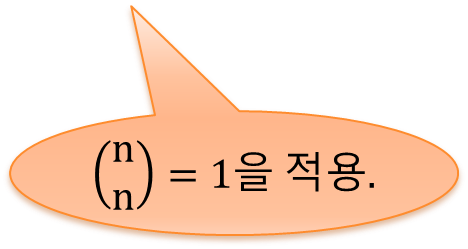 (n n) = 1을 적용.